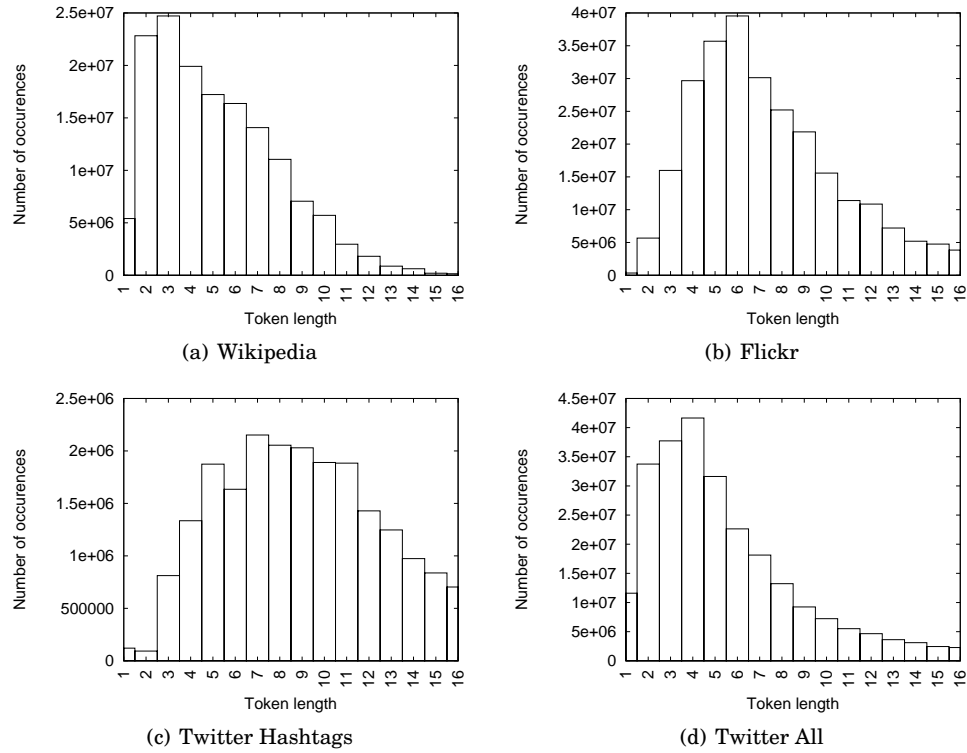 2.5e+07
2e+07
1.5e+07
1e+07
5e+06
0
Number of occurences
1 2 3 4 5 6 7 8 9 10 11 12 13 14 15 16
Token length
(a) Wikipedia
4e+07
3.5e+07
3e+07
2.5e+07
2e+07
1.5e+07
1e+07
5e+06
0
Number of occurences
1 2 3 4 5 6 7 8 9 10 11 12 13 14 15 16
Token length
(b) Flickr
2.5e+06
2e+06
1.5e+06
1e+06
500000
0
Number of occurences
1 2 3 4 5 6 7 8 9 10 11 12 13 14 15 16
Token length
(c) Twitter Hashtags
4.5e+07
4e+07
3.5e+07
3e+07
2.5e+07
2e+07
1.5e+07
1e+07
5e+06
0
Number of occurences
1 2 3 4 5 6 7 8 9 10 11 12 13 14 15 16
Token length
(d) Twitter All